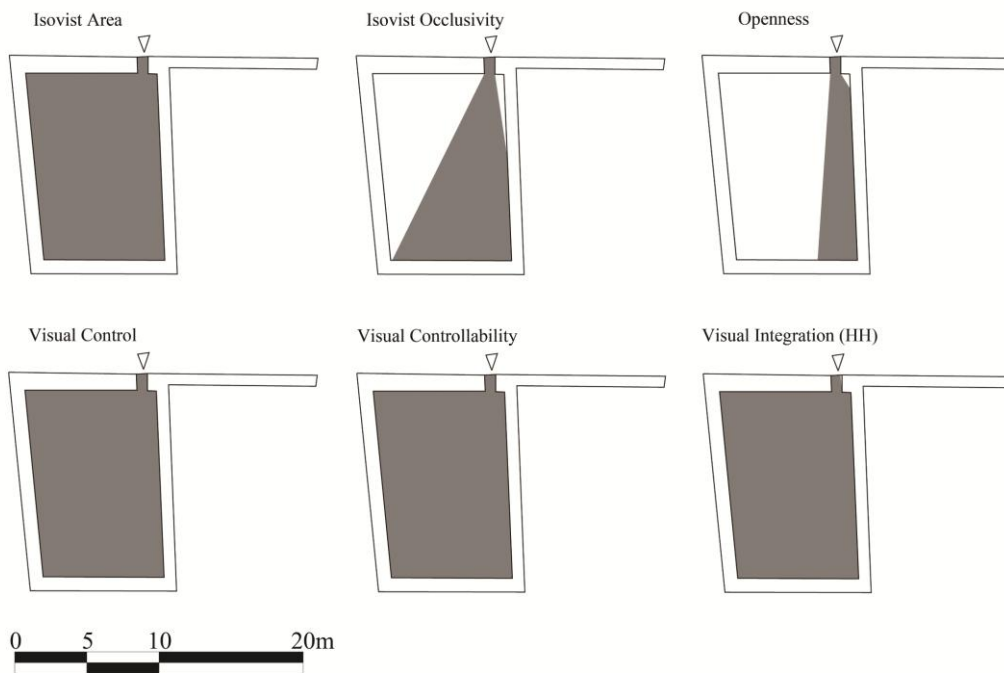 Isovist Area
Isovist Occlusivity
Openness
Visual Control
Visual Controllability
Visual Integration (HH)
0 5 10 20m